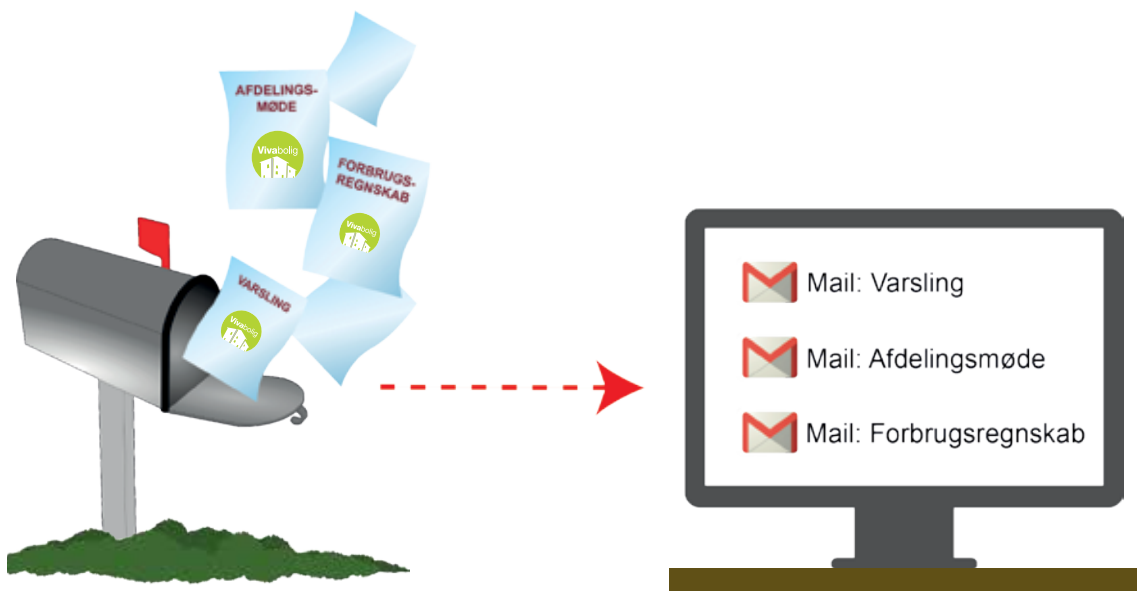 AFDELINGS-
MØDE
Vivabolig
FORBRUGS-
REGNSKAB
Vivabolig
VARSLING
Vivabolig
Mail: Varsling
Mail: Afdelingsmøde
Mail: Forbrugsregnskab